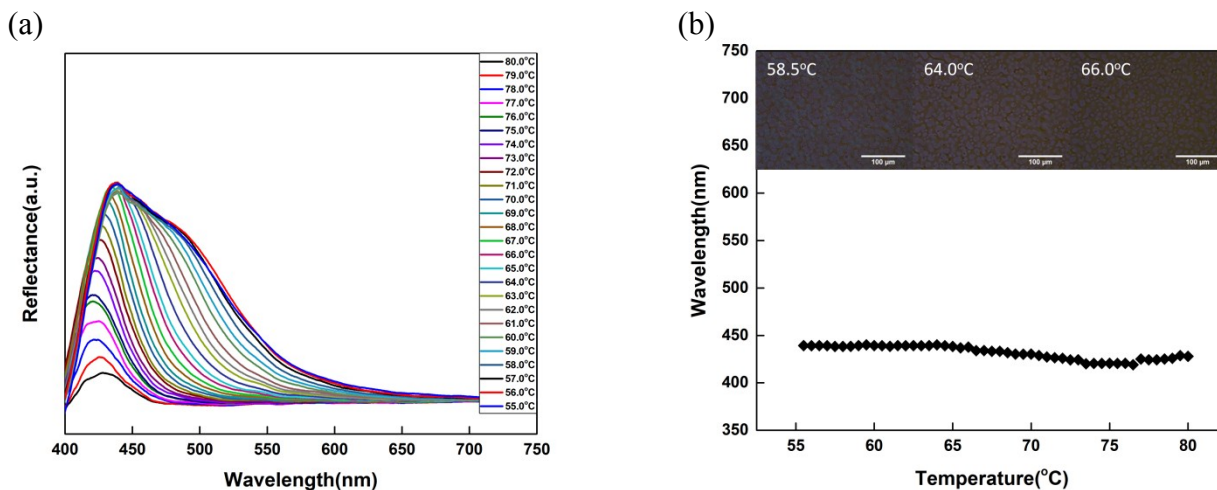 (a)
Reflectance(a.u.)
80.0°C
79.0°C
78.0°C
77.0°C
76.0°C
75.0°C
74.0°C
73.0°C
72.0°C
71.0°C
70.0°C
69.0°C
68.0°C
67.0°C
66.0°C
65.0°C
64.0°C
63.0°C
62.0°C
61.0°C
60.0°C
59.0°C
58.0°C
57.0°C
56.0°C
55.0°C
400 450 500 550 600 650 700 750
Wavelength(nm)
(b)
Wavelength(nm)
750
700
650
600
550
500
450
400
350
58.5°C 64.0°C 66.0°C
100 µm 100 µm 100 µm
55 60 65 70 75 80
Temperature(°C)